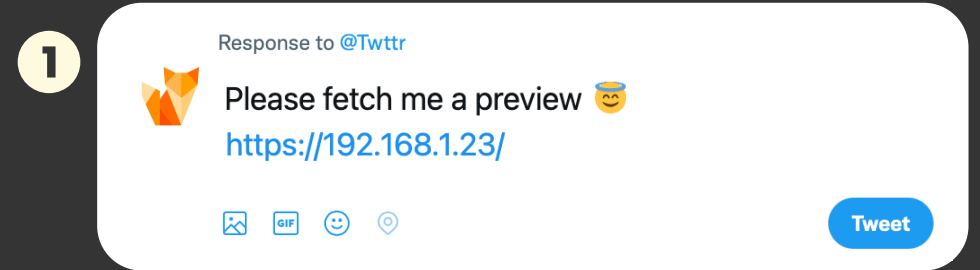 1
Response to @Twttr
Please fetch me a preview 😇
https://192.168.1.23/
GIF
Tweet